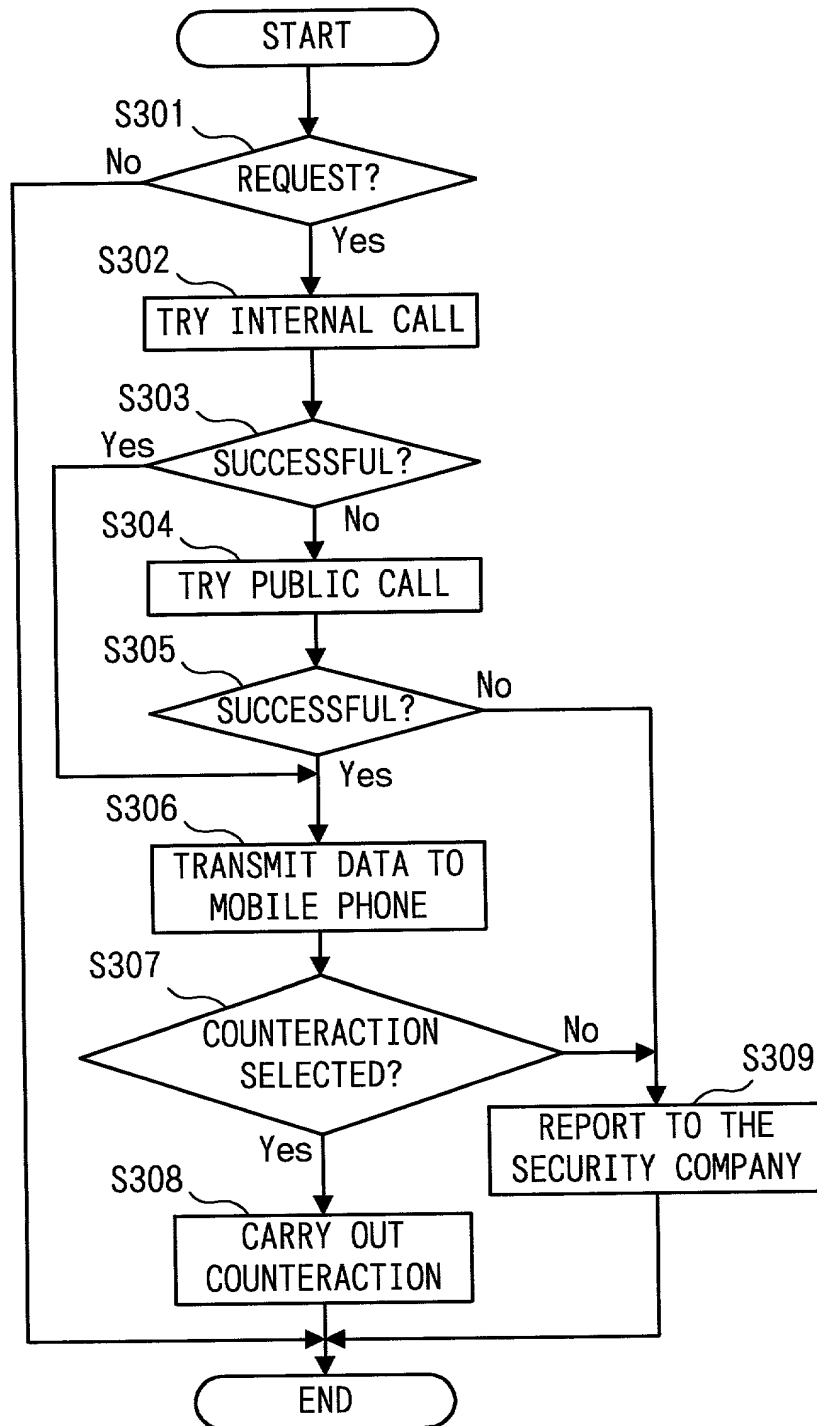 START
S301
No
REQUEST?
Yes
S302
TRY INTERNAL CALL
S303
Yes
SUCCESSFUL?
No
S304
TRY PUBLIC CALL
S305
No
SUCCESSFUL?
Yes
S306
TRANSMIT DATA TO
MOBILE PHONE
S307
COUNTERACTION
SELECTED?
No
S309
Yes
REPORT TO THE
SECURITY COMPANY
S308
CARRY OUT
COUNTERACTION
END